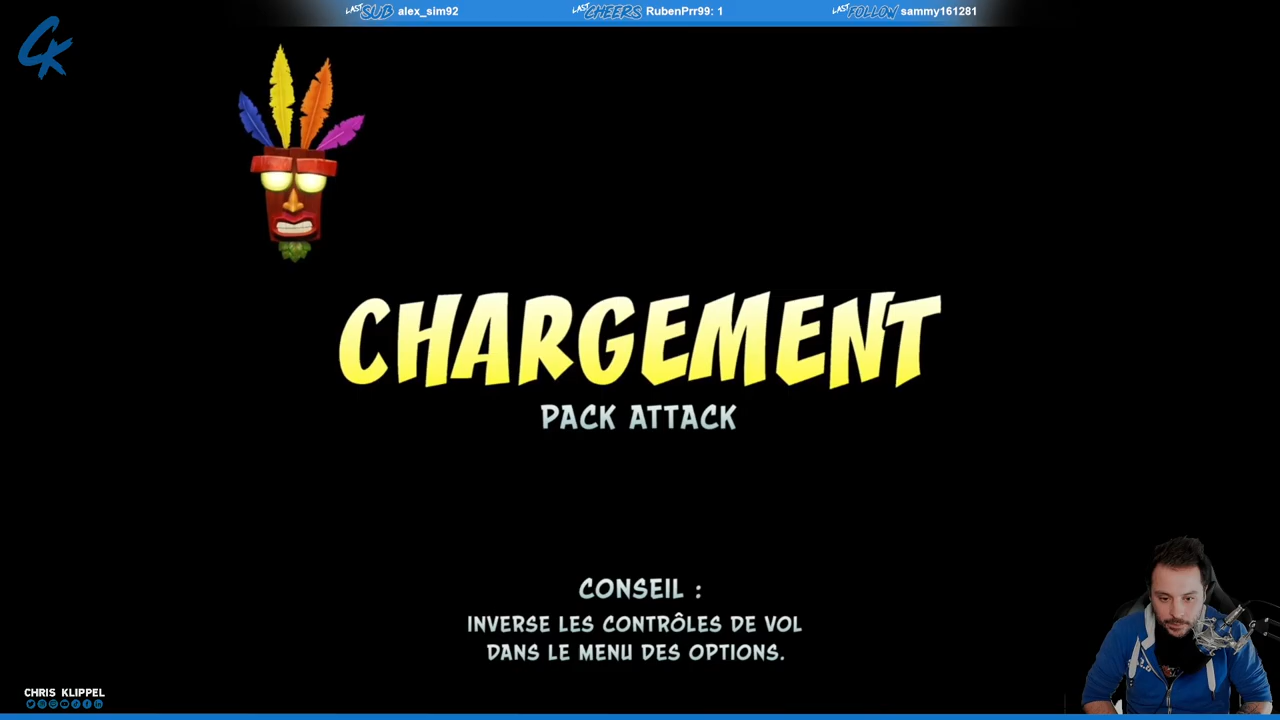 LAST SUB alex_sim92
LAST CHEERS RubenPrr99: 1
LAST FOLLOW sammy161281
CK
CHARGEMENT
PACK ATTACK
CONSEIL :
INVERSE LES CONTRÔLES DE VOL
DANS LE MENU DES OPTIONS.
CHRIS KLIPPEL